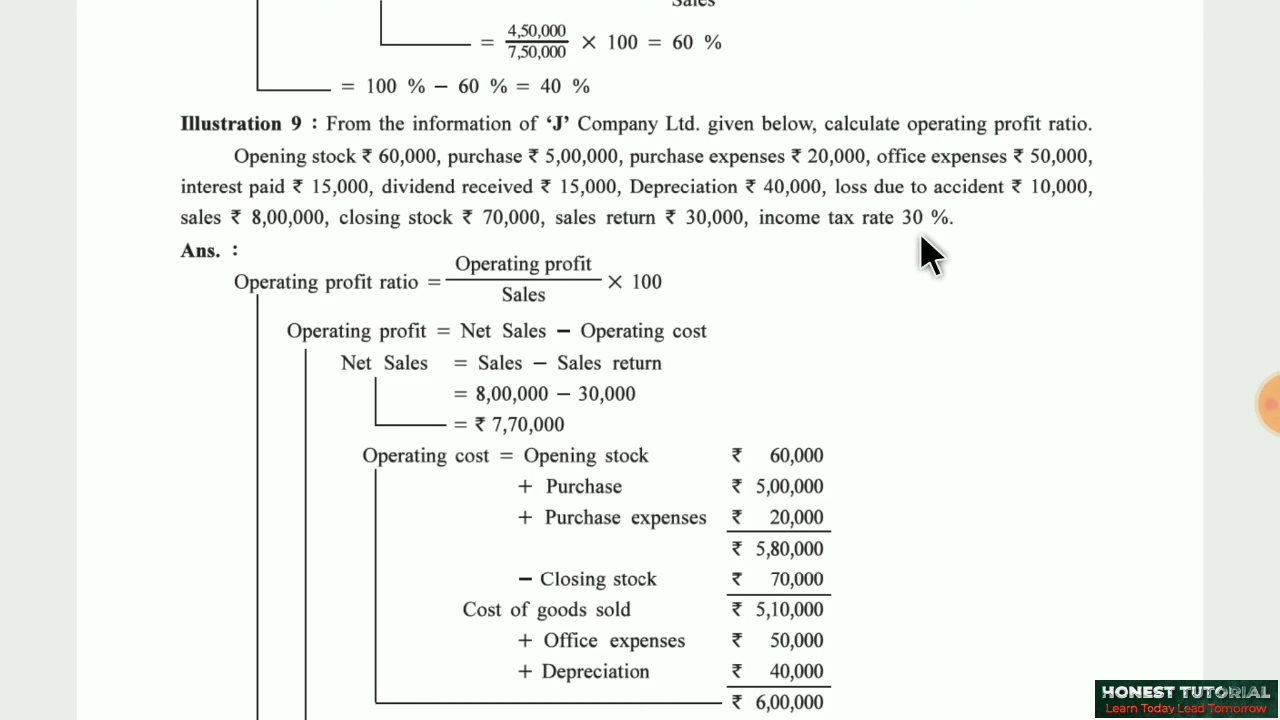 Sales
= 4,50,000 / 7,50,000 × 100 = 60 %
= 100 % − 60 % = 40 %
Illustration 9 : From the information of ‘J’ Company Ltd. given below, calculate operating profit ratio.
Opening stock ₹ 60,000, purchase ₹ 5,00,000, purchase expenses ₹ 20,000, office expenses ₹ 50,000,
interest paid ₹ 15,000, dividend received ₹ 15,000, Depreciation ₹ 40,000, loss due to accident ₹ 10,000,
sales ₹ 8,00,000, closing stock ₹ 70,000, sales return ₹ 30,000, income tax rate 30 %.
Ans. :
Operating profit ratio = Operating profit / Sales × 100
Operating profit = Net Sales − Operating cost
Net Sales = Sales − Sales return
= 8,00,000 − 30,000
= ₹ 7,70,000
Operating cost = Opening stock ₹ 60,000
+ Purchase ₹ 5,00,000
+ Purchase expenses ₹ 20,000
₹ 5,80,000
− Closing stock ₹ 70,000
Cost of goods sold ₹ 5,10,000
+ Office expenses ₹ 50,000
+ Depreciation ₹ 40,000
₹ 6,00,000
HONEST TUTORIAL
Learn Today Lead Tomorrow